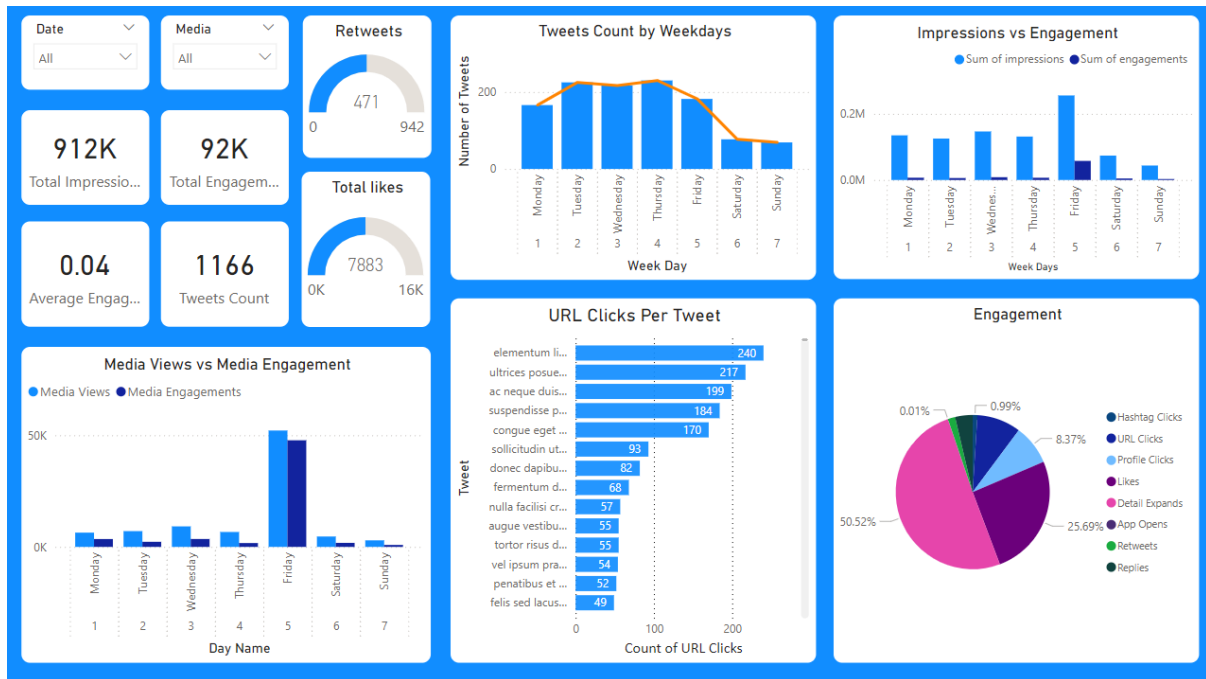 Date
All
Media
All
912K
Total Impressio...
92K
Total Engagem...
0.04
Average Engag...
1166
Tweets Count
Retweets
471
0
942
Total likes
7883
0K
16K
Media Views vs Media Engagement
Media Views
Media Engagements
50K
0K
Monday
Tuesday
Wednesday
Thursday
Friday
Saturday
Sunday
1
2
3
4
5
6
7
Day Name
Tweets Count by Weekdays
Number of Tweets
200
0
Monday
Tuesday
Wednesday
Thursday
Friday
Saturday
Sunday
1
2
3
4
5
6
7
Week Day
URL Clicks Per Tweet
Tweet
elementum li... 240
ultrices posue... 217
ac neque duis... 199
suspendisse p... 184
congue eget ... 170
sollicitudin ut... 93
donec dapibu... 82
fermentum d... 68
nulla facilisi cr... 57
augue vestibu... 55
tortor risus d... 55
vel ipsum pra... 54
penatibus et ... 52
felis sed lacus... 49
0
100
200
Count of URL Clicks
Impressions vs Engagement
Sum of impressions
Sum of engagements
0.2M
0.0M
Monday
Tuesday
Wednes...
Thursday
Friday
Saturday
Sunday
1
2
3
4
5
6
7
Week Days
Engagement
0.01%
0.99%
8.37%
25.69%
50.52%
Hashtag Clicks
URL Clicks
Profile Clicks
Likes
Detail Expands
App Opens
Retweets
Replies